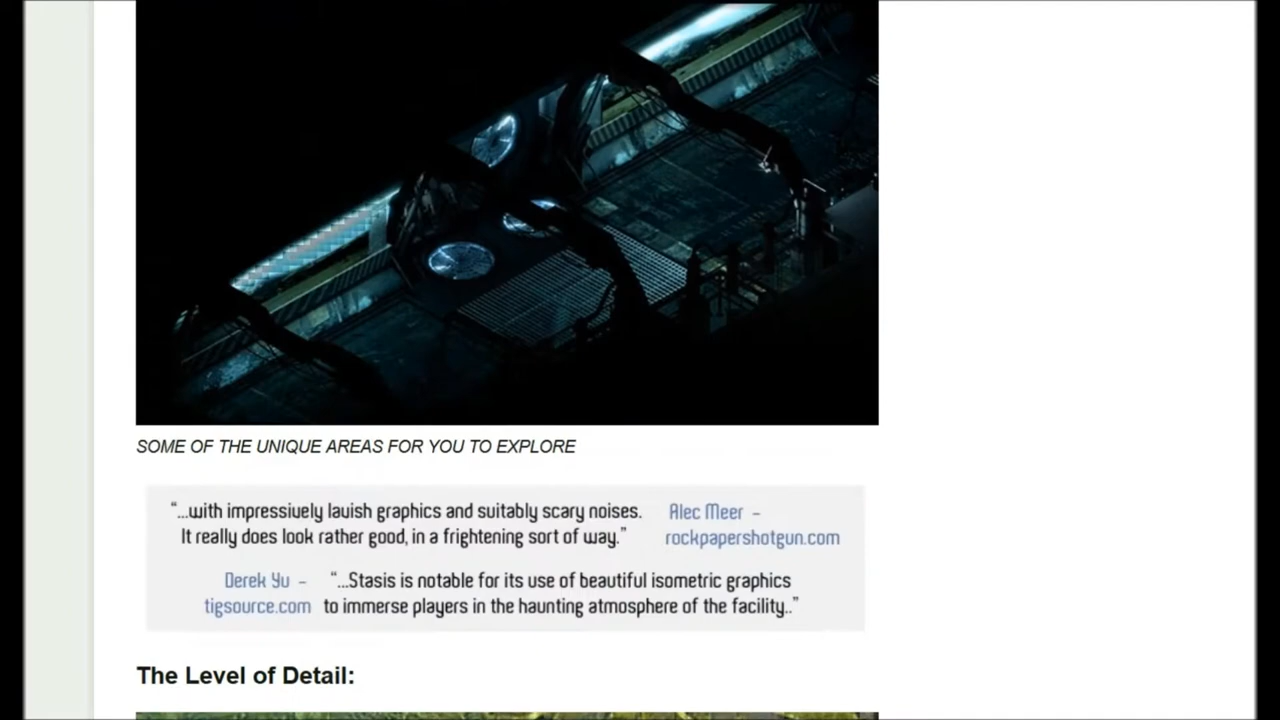 SOME OF THE UNIQUE AREAS FOR YOU TO EXPLORE
“...with impressively lavish graphics and suitably scary noises. Alec Meer -
It really does look rather good, in a frightening sort of way.” rockpapershotgun.com
Derek Yu - “...Stasis is notable for its use of beautiful isometric graphics
tigsource.com to immerse players in the haunting atmosphere of the facility..”
The Level of Detail: